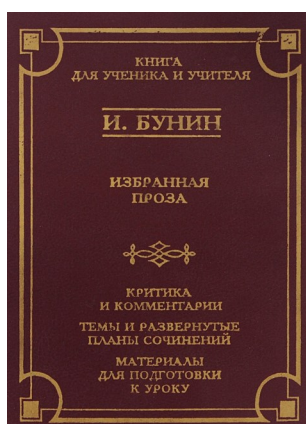 КНИГА
ДЛЯ УЧЕНИКА И УЧИТЕЛЯ
И. БУНИН
ИЗБРАННАЯ
ПРОЗА
КРИТИКА
И КОММЕНТАРИИ
ТЕМЫ И РАЗВЕРНУТЫЕ
ПЛАНЫ СОЧИНЕНИЙ
МАТЕРИАЛЫ
ДЛЯ ПОДГОТОВКИ
К УРОКУ